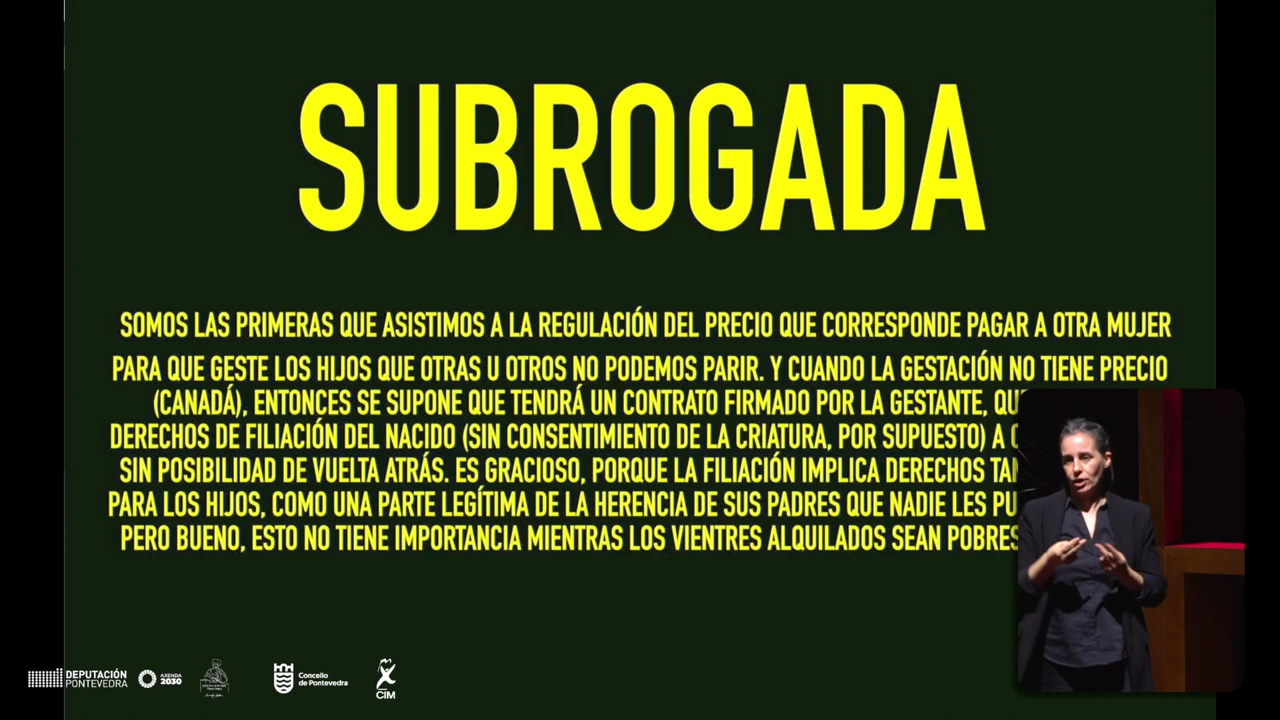 SUBROGADA
SOMOS LAS PRIMERAS QUE ASISTIMOS A LA REGULACIÓN DEL PRECIO QUE CORRESPONDE PAGAR A OTRA MUJER
PARA QUE GESTE LOS HIJOS QUE OTRAS U OTROS NO PODEMOS PARIR. Y CUANDO LA GESTACIÓN NO TIENE PRECIO
(CANADÁ), ENTONCES SE SUPONE QUE TENDRÁ UN CONTRATO FIRMADO POR LA GESTANTE,
DERECHOS DE FILIACIÓN DEL NACIDO (SIN CONSENTIMIENTO DE LA CRIATURA, POR SUPUESTO) A
SIN POSIBILIDAD DE VUELTA ATRÁS. ES GRACIOSO, PORQUE LA FILIACIÓN IMPLICA DERECHOS
PARA LOS HIJOS, COMO UNA PARTE LEGÍTIMA DE LA HERENCIA DE SUS PADRES QUE NADIE LES
PERO BUENO, ESTO NO TIENE IMPORTANCIA MIENTRAS LOS VIENTRES ALQUILADOS SEAN POBRES
DEPUTACIÓN
PONTEVEDRA
AXENDA
2030
Concello
de Pontevedra
CIM